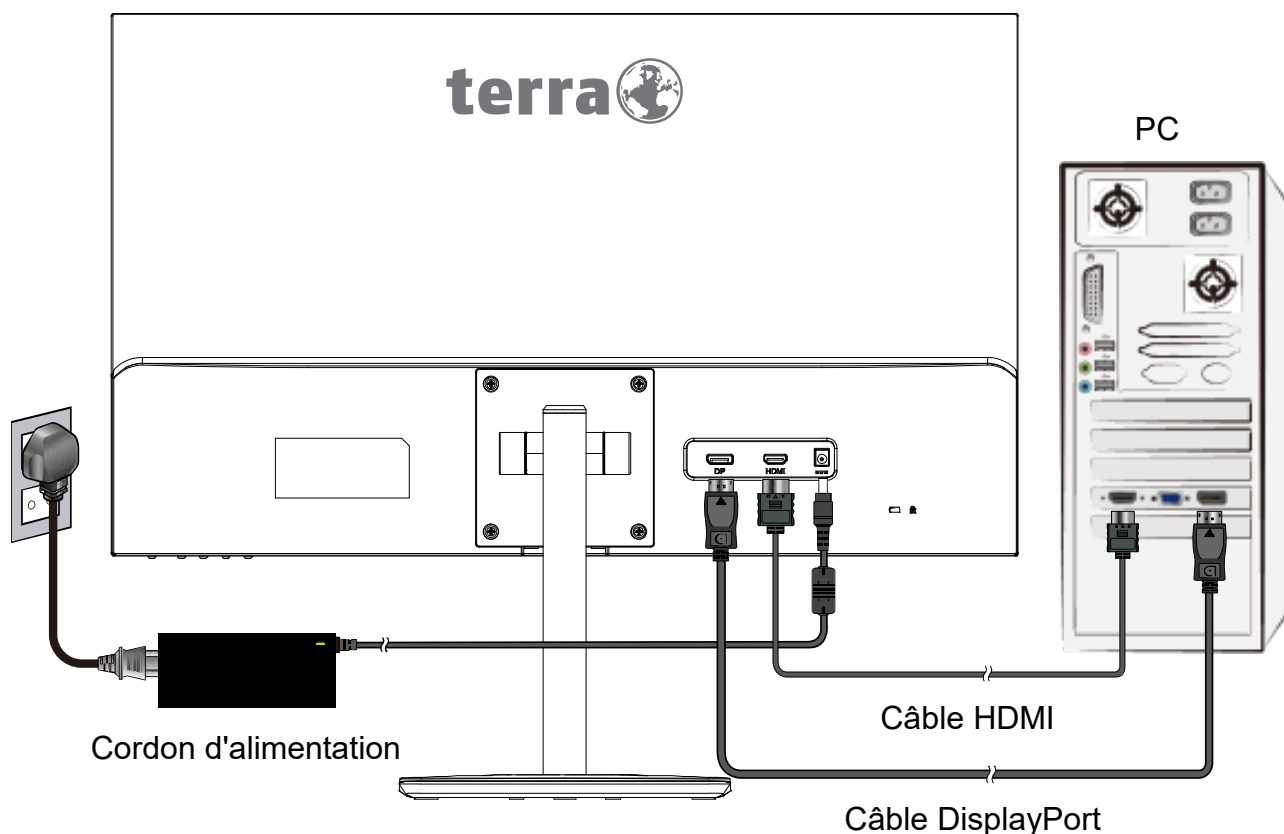 terra
PC
DP HDMI
Cordon d'alimentation
Câble HDMI
Câble DisplayPort